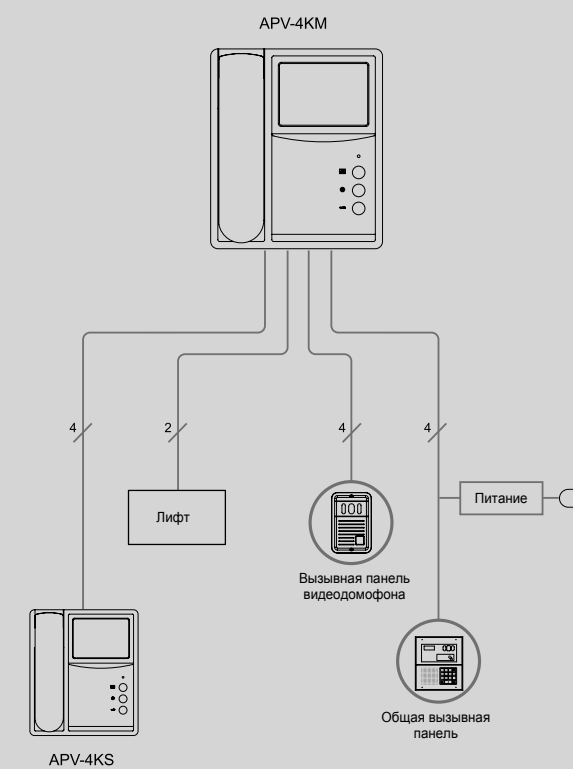 APV-4KM
4
2
4
4
Питание
Лифт
Вызывная панель
видеодомофона
Общая вызывная
панель
APV-4KS